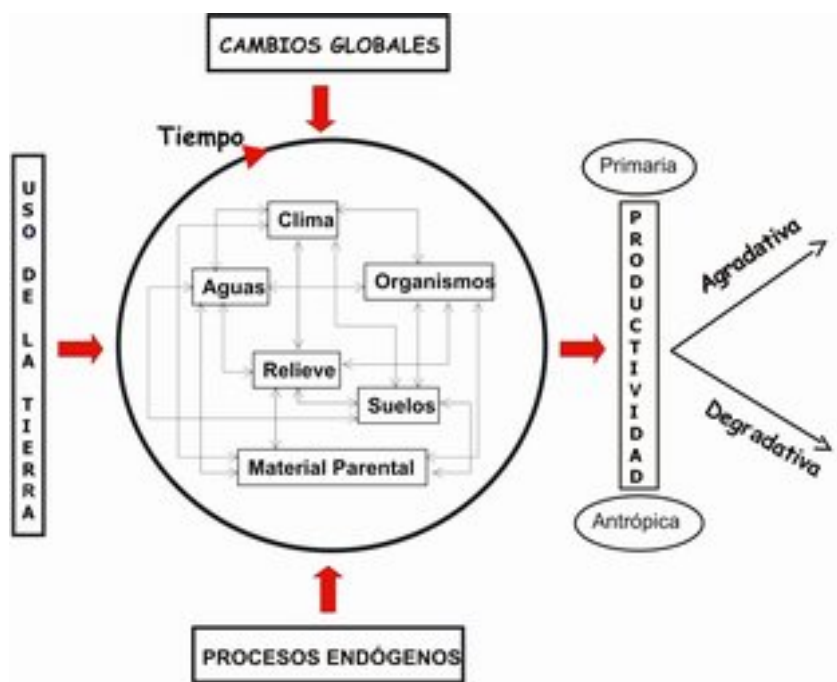 CAMBIOS GLOBALES
Tiempo
USO DE LA TIERRA
Clima
Aguas
Organismos
Relieve
Suelos
Material Parental
Primaria
PRODUCTIVIDAD
Antrópica
Agradativa
Degradativa
PROCESOS ENDÓGENOS